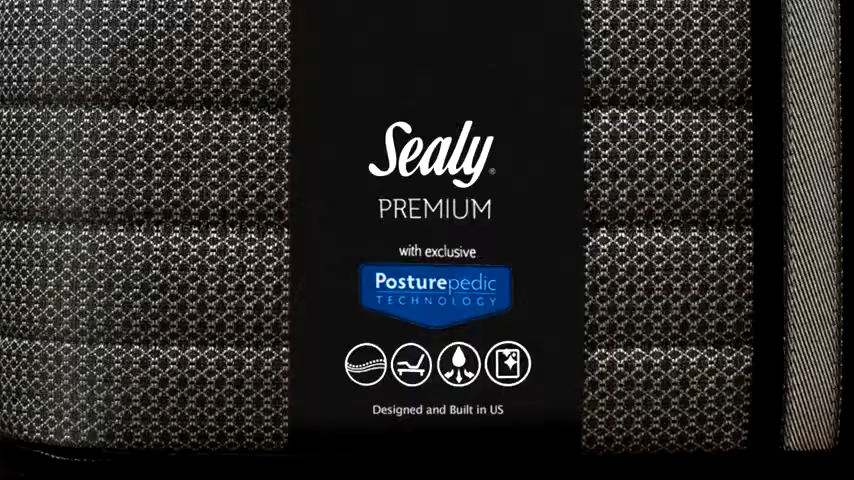 Sealy®
PREMIUM
with exclusive
Posturepedic
TECHNOLOGY
Designed and Built in US